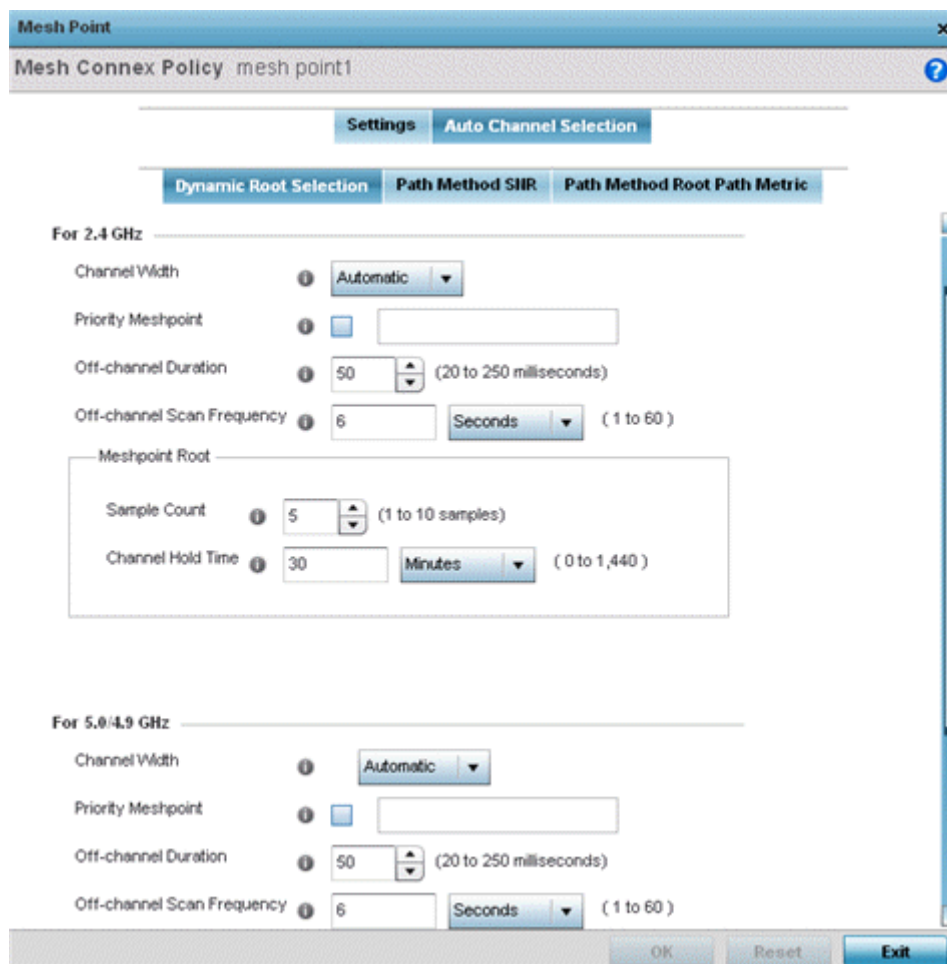 Mesh Point x
Mesh Connex Policy mesh point1 ?
Settings Auto Channel Selection
Dynamic Root Selection Path Method SNR Path Method Root Path Metric
For 2.4 GHz
Channel Width i Automatic
Priority Meshpoint i
Off-channel Duration i 50 (20 to 250 milliseconds)
Off-channel Scan Frequency i 6 Seconds ( 1 to 60 )
Meshpoint Root
Sample Count i 5 (1 to 10 samples)
Channel Hold Time i 30 Minutes ( 0 to 1,440 )
For 5.0/4.9 GHz
Channel Width i Automatic
Priority Meshpoint i
Off-channel Duration i 50 (20 to 250 milliseconds)
Off-channel Scan Frequency i 6 Seconds ( 1 to 60 )
OK Reset Exit